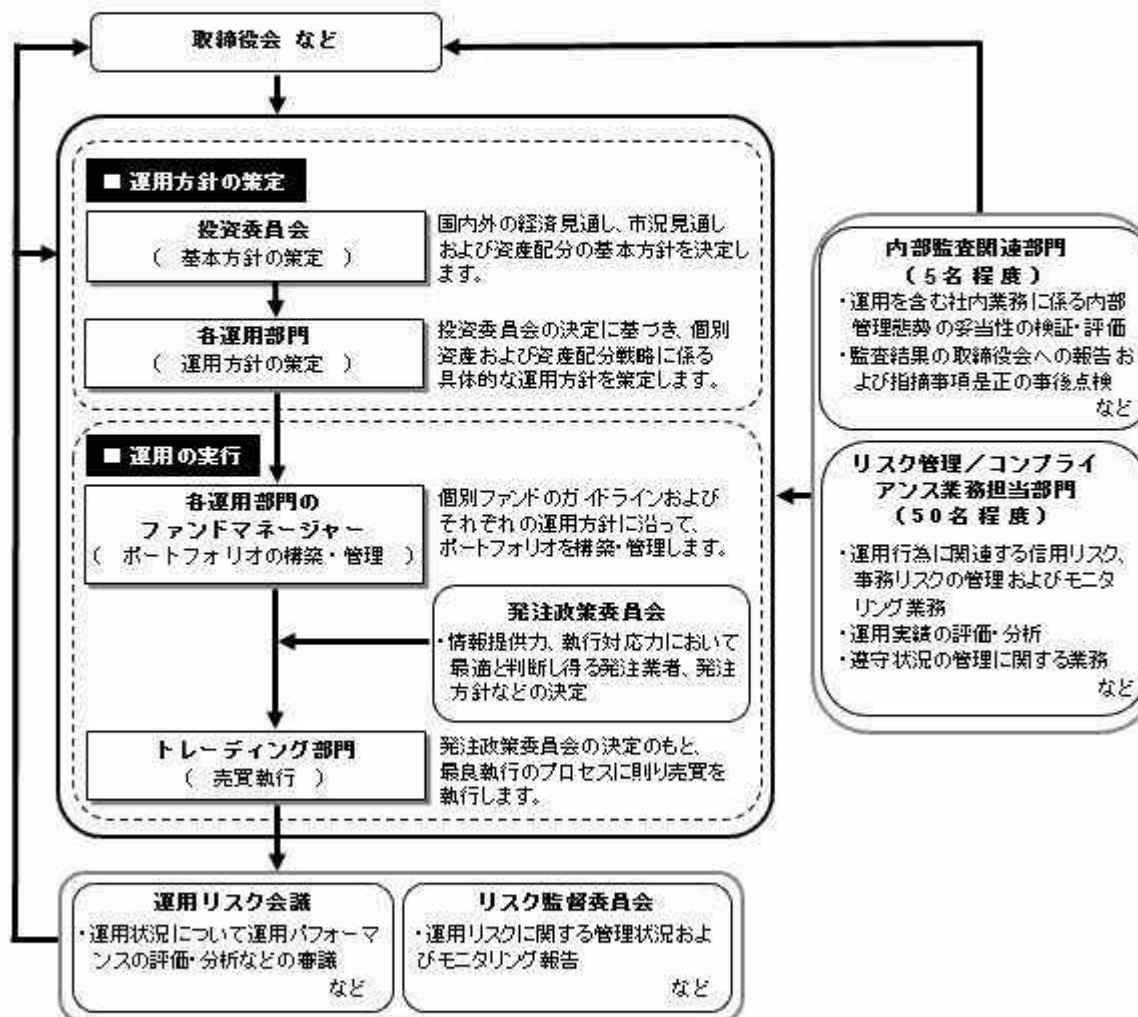 取締役会 など
■ 運用方針の策定
投資委員会
( 基本方針の策定 )
国内外の経済見通し、市況見通し
および資産配分の基本方針を決定し
ます。
各運用部門
( 運用方針の策定 )
投資委員会の決定に基づき、個別
資産および資産配分戦略に係る
具体的な運用方針を策定します。
■ 運用の実行
各運用部門の
ファンドマネージャー
( ポートフォリオの構築・管理 )
個別ファンドのガイドラインおよび
それぞれの運用方針に沿って、
ポートフォリオを構築・管理します。
発注政策委員会
・情報提供力、執行対応力において
最適と判断し得る発注業者、発注
方針などの決定
トレーディング部門
( 売買執行 )
発注政策委員会の決定のもと、
最良執行のプロセスに則り売買を
執行します。
内部監査関連部門
(5名程度)
・運用を含む社内業務に係る内部
管理態勢の妥当性の検証・評価
・監査結果の取締役会への報告お
よび指摘事項是正の事後点検
など
リスク管理/コンプライ
アンス業務担当部門
(50名程度)
・運用行為に関連する信用リスク、
事務リスクの管理およびモニタ
リング業務
・運用実績の評価・分析
・遵守状況の管理に関する業務
など
運用リスク会議
・運用状況について運用パフォーマ
ンスの評価・分析などの審議
など
リスク監督委員会
・運用リスクに関する管理状況およ
びモニタリング報告
など